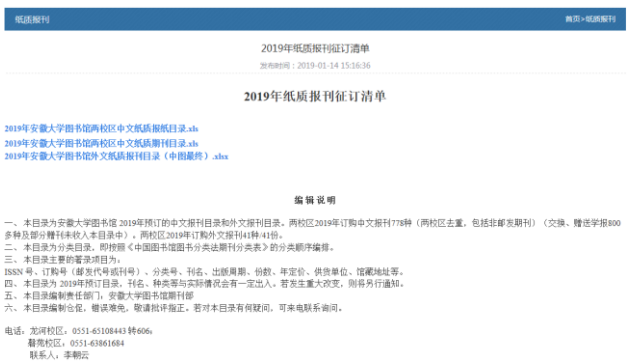 纸质报刊
首页>纸质报刊
2019年纸质报刊征订清单
发布时间：2019-01-14 15:16:36
2019年纸质报刊征订清单
2019年安徽大学图书馆两校区中文纸质报纸目录.xls
2019年安徽大学图书馆两校区中文纸质期刊目录.xls
2019年安徽大学图书馆外文纸质报刊目录（中图最终）.xlsx
编 辑 说 明
一、 本目录为安徽大学图书馆 2019年预订的中文报刊目录和外文报刊目录。两校区2019年订购中文报刊778种（两校区去重，包括非邮发期刊）（交换、赠送学报800
多种及部分赠刊未收入本目录中）。两校区2019年订购外文报刊41种/41份。
二、 本目录为分类目录，即按照《中国图书馆图书分类法期刊分类表》的分类顺序编排。
三、 本目录主要的著录项目为：
ISSN 号、订购号（邮发代号或刊号）、分类号、刊名、出版周期、份数、年定价、供货单位、馆藏地址等。
四、 本目录为 2019年预订目录，刊名、种类等与实际情况会有一定出入。若发生重大改变，则将另行通知。
五、 本目录编制责任部门：安徽大学图书馆期刊部
六、 本目录编制仓促，错误难免，敬请批评指正。若对本目录有何疑问，可来电联系询问。
电话：龙河校区：0551-65108443 转606；
磬苑校区：0551-63861684
联系人：李朝云